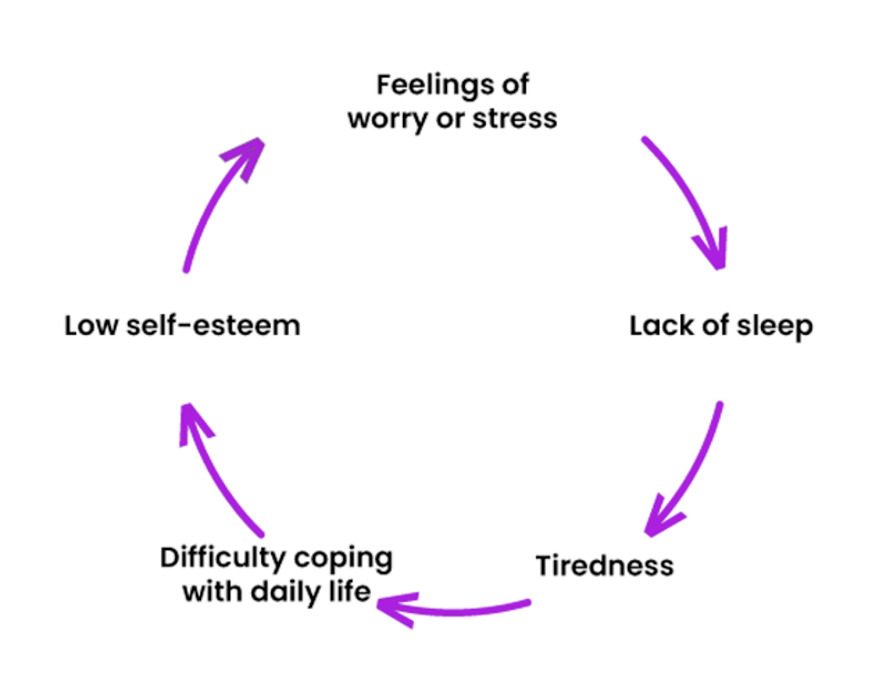 Feelings of
worry or stress
Lack of sleep
Tiredness
Difficulty coping
with daily life
Low self-esteem